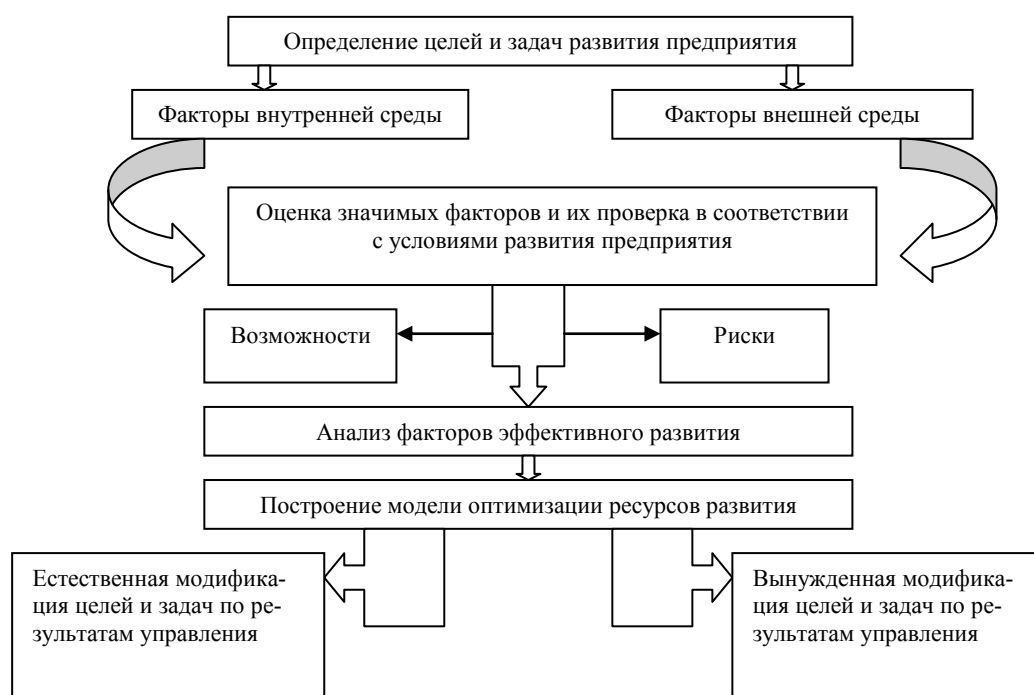 Определение целей и задач развития предприятия
Факторы внутренней среды
Факторы внешней среды
Оценка значимых факторов и их проверка в соответствии
с условиями развития предприятия
Возможности
Риски
Анализ факторов эффективного развития
Построение модели оптимизации ресурсов развития
Естественная модифика-
ция целей и задач по ре-
зультатам управления
Вынужденная модифика-
ция целей и задач по ре-
зультатам управления